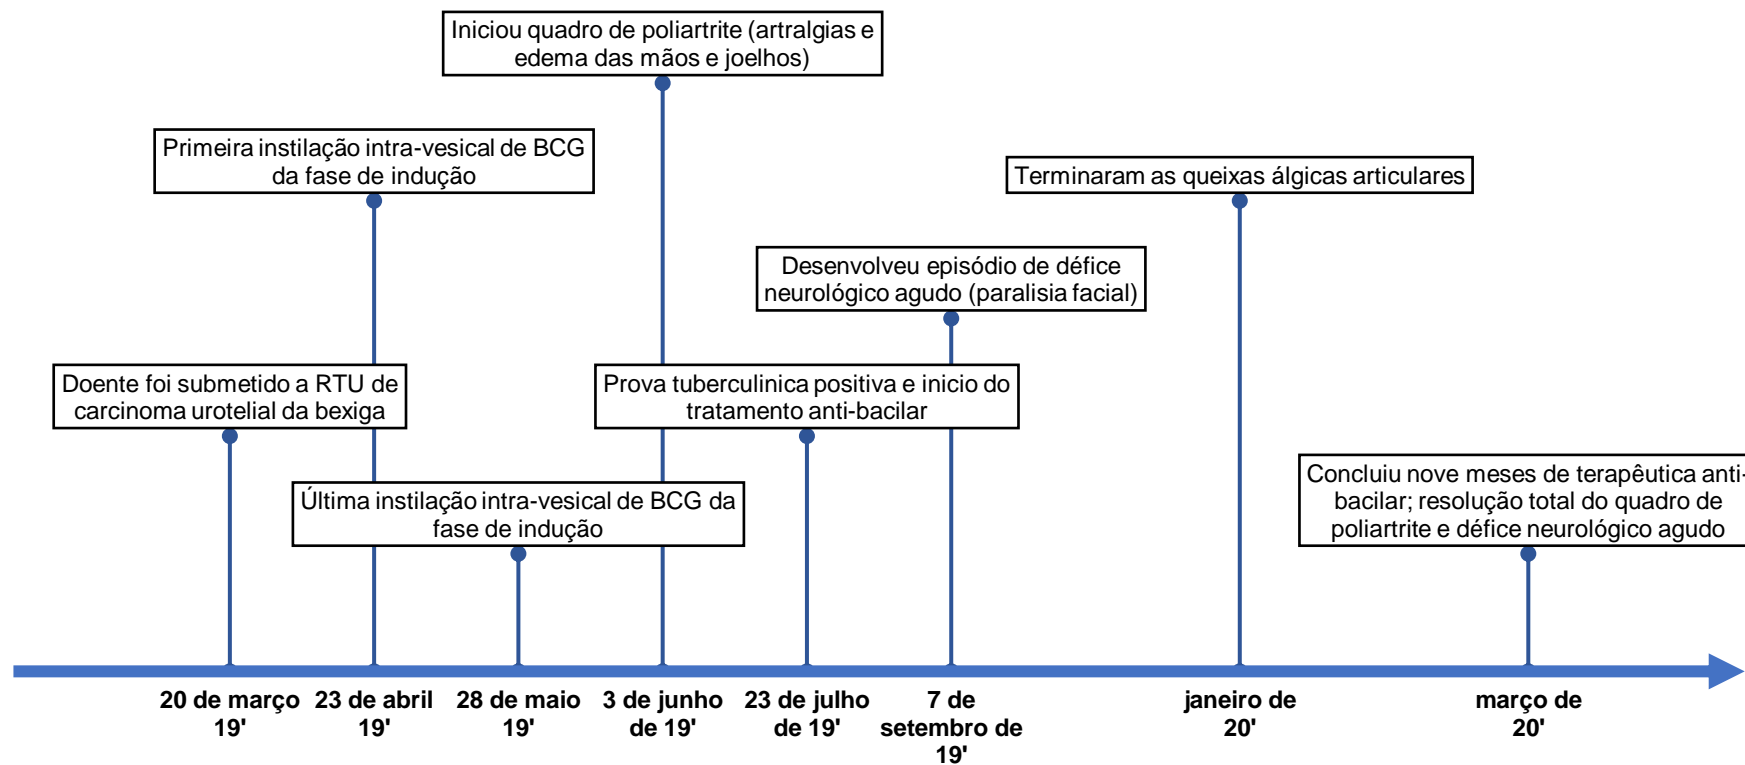 Iniciou quadro de poliartrite (artralgias e
edema das mãos e joelhos)
Primeira instilação intra-vesical de BCG
da fase de indução
Terminaram as queixas álgicas articulares
Desenvolveu episódio de défice
neurológico agudo (paralisia facial)
Doente foi submetido a RTU de
carcinoma urotelial da bexiga
Prova tuberculinica positiva e inicio do
tratamento anti-bacilar
Última instilação intra-vesical de BCG da
fase de indução
Concluiu nove meses de terapêutica anti-
bacilar; resolução total do quadro de
poliartrite e défice neurológico agudo
20 de março
19'
23 de abril
19'
28 de maio
19'
3 de junho
de 19'
23 de julho
de 19'
7 de
setembro de
19'
janeiro de
20'
março de
20'